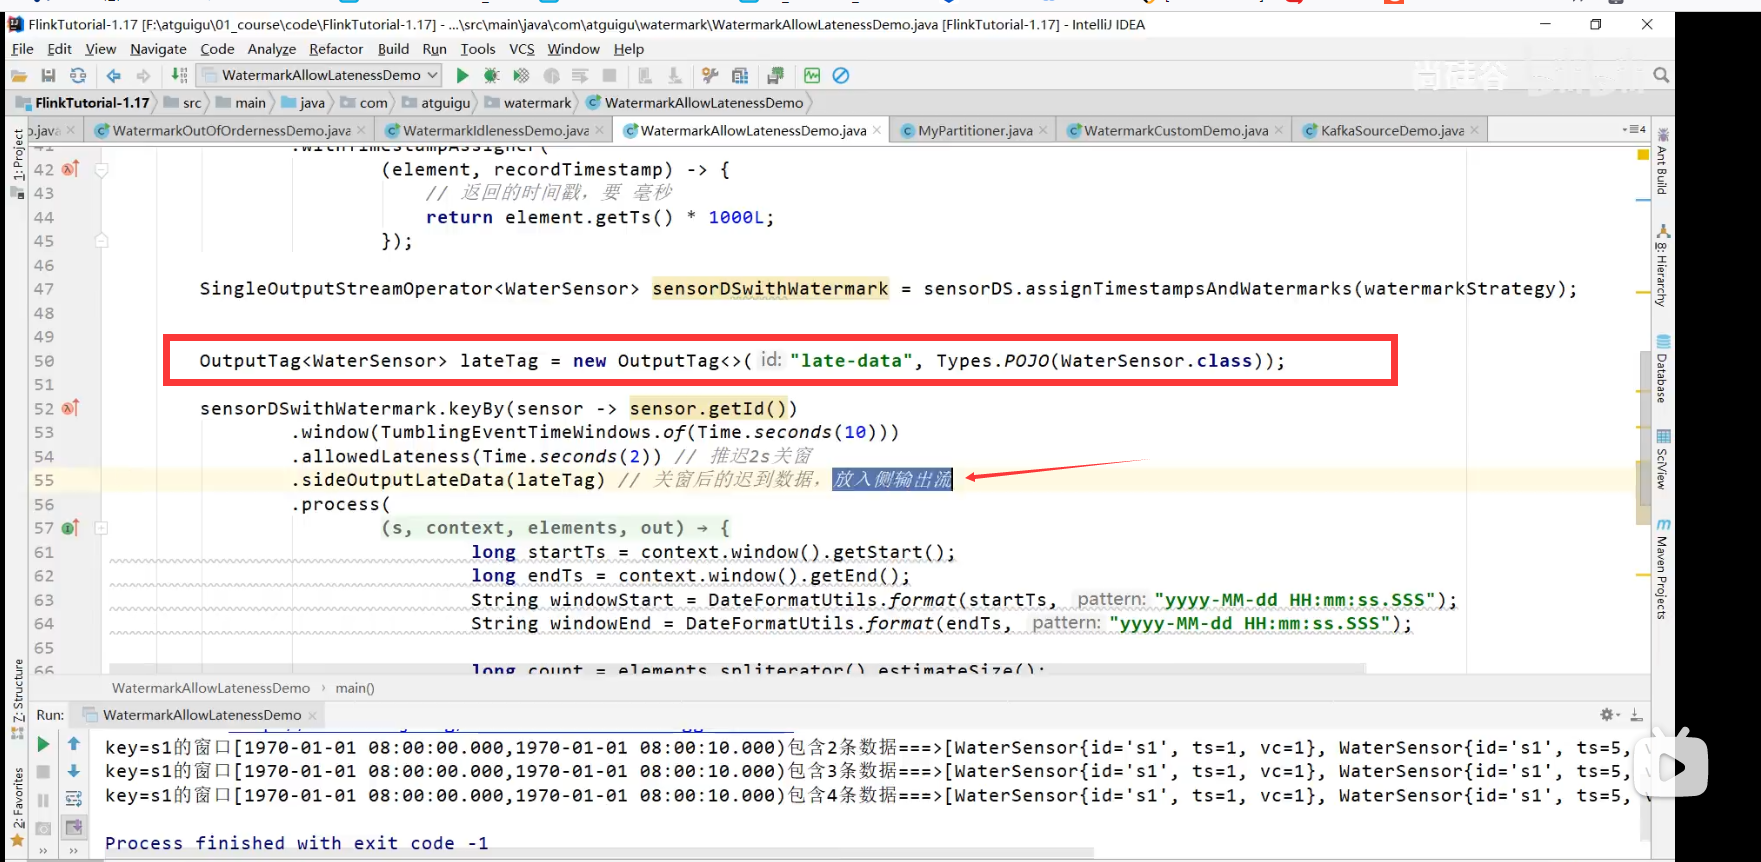 FlinkTutorial-1.17 [F:\atguigu\01_course\code\FlinkTutorial-1.17] - ...\src\main\java\com\atguigu\watermark\WatermarkAllowLatenessDemo.java [FlinkTutorial-1.17] - IntelliJ IDEA
File Edit View Navigate Code Analyze Refactor Build Run Tools VCS Window Help
WatermarkAllowLatenessDemo
尚硅谷 bilibili
FlinkTutorial-1.17 src main java com atguigu watermark WatermarkAllowLatenessDemo
o.java WatermarkOutOfOrdernessDemo.java WatermarkIdlenessDemo.java WatermarkAllowLatenessDemo.java MyPartitioner.java WatermarkCustomDemo.java KafkaSourceDemo.java 4
41 .withTimestampAssigner(
42 (element, recordTimestamp) -> {
43 // 返回的时间戳，要 毫秒
44 return element.getTs() * 1000L;
45 });
46
47 SingleOutputStreamOperator<WaterSensor> sensorDSwithWatermark = sensorDS.assignTimestampsAndWatermarks(watermarkStrategy);
48
49
50 OutputTag<WaterSensor> lateTag = new OutputTag<>( id: "late-data", Types.POJO(WaterSensor.class));
51
52 sensorDSwithWatermark.keyBy(sensor -> sensor.getId())
53 .window(TumblingEventTimeWindows.of(Time.seconds(10)))
54 .allowedLateness(Time.seconds(2)) // 推迟2s关窗
55 .sideOutputLateData(lateTag) // 关窗后的迟到数据，放入侧输出流
56 .process(
57 (s, context, elements, out) → {
61 long startTs = context.window().getStart();
62 long endTs = context.window().getEnd();
63 String windowStart = DateFormatUtils.format(startTs, pattern: "yyyy-MM-dd HH:mm:ss.SSS");
64 String windowEnd = DateFormatUtils.format(endTs, pattern: "yyyy-MM-dd HH:mm:ss.SSS");
65
66 long count = elements.spliterator().estimateSize();
WatermarkAllowLatenessDemo › main()
Run: WatermarkAllowLatenessDemo
key=s1的窗口[1970-01-01 08:00:00.000,1970-01-01 08:00:10.000)包含2条数据===>[WaterSensor{id='s1', ts=1, vc=1}, WaterSensor{id='s1', ts=5,
key=s1的窗口[1970-01-01 08:00:00.000,1970-01-01 08:00:10.000)包含3条数据===>[WaterSensor{id='s1', ts=1, vc=1}, WaterSensor{id='s1', ts=5,
key=s1的窗口[1970-01-01 08:00:00.000,1970-01-01 08:00:10.000)包含4条数据===>[WaterSensor{id='s1', ts=1, vc=1}, WaterSensor{id='s1', ts=5,
Process finished with exit code -1
1: Project
Z: Structure
2: Favorites
Ant Build
8: Hierarchy
Database
SciView
Maven Projects